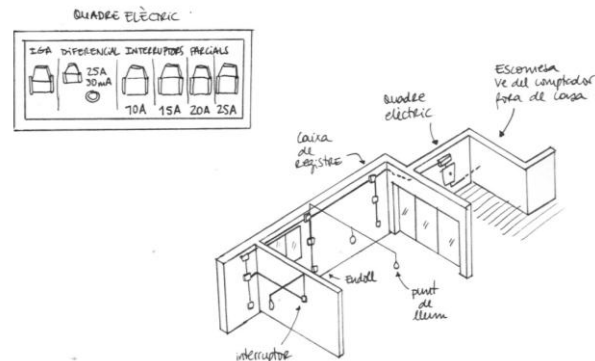 QUADRE ELÈCTRIC
IGA DIFERENCIAL INTERRUPTORS PARCIALS
25A
30mA
10A 15A 20A 25A
Escomesa
ve del comptador
fora de casa
Quadre
elèctric
Caixa
de
REGISTRE
Endoll
punt
de
llum
interruptor